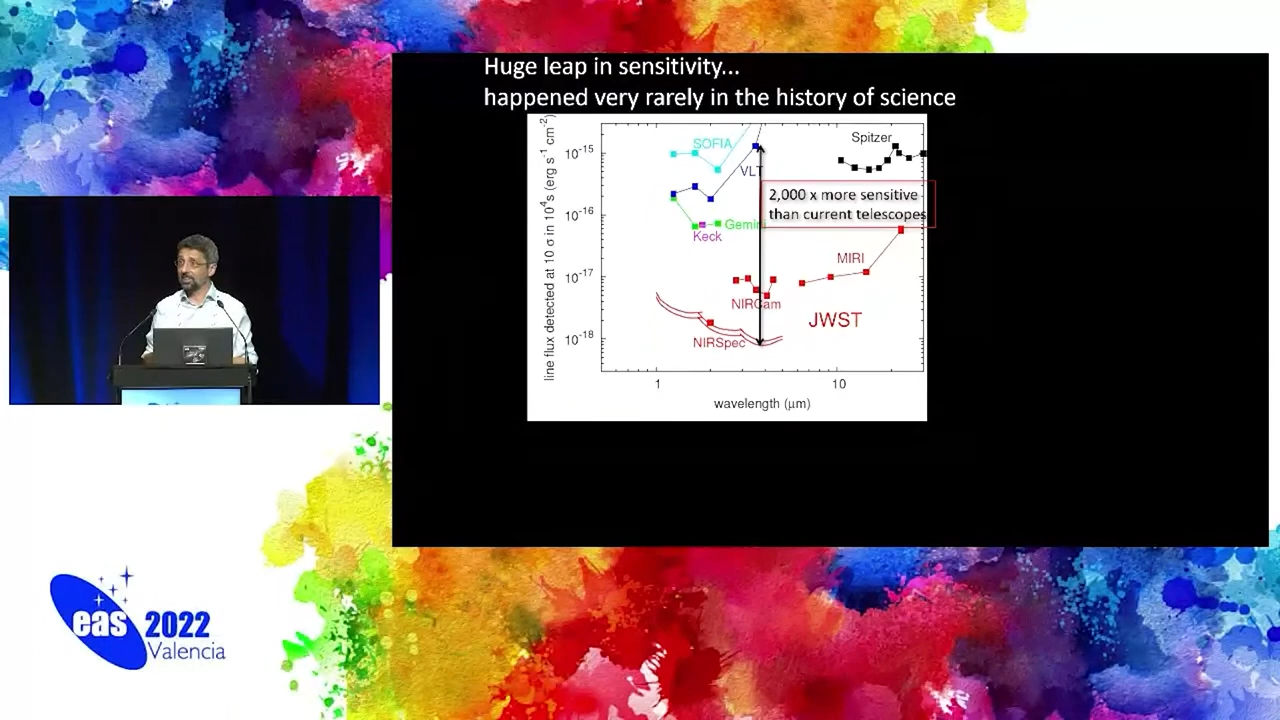 Huge leap in sensitivity...
happened very rarely in the history of science
line flux detected at 10 σ in 10⁴s (erg s⁻¹ cm⁻²)
10⁻¹⁵
10⁻¹⁶
10⁻¹⁷
10⁻¹⁸
SOFIA
Spitzer
VLT
2,000 x more sensitive
than current telescopes
Gemini
Keck
MIRI
NIRCam
JWST
NIRSpec
1
10
wavelength (μm)
eas 2022
Valencia